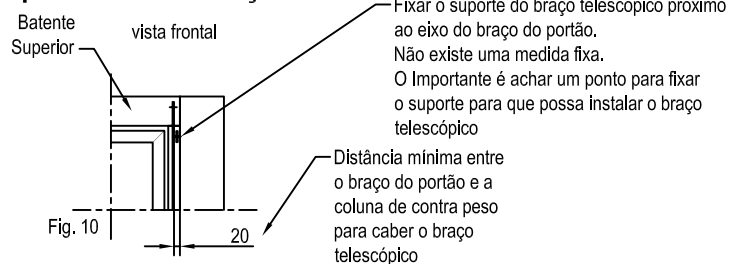 Fixar o suporte do braço telescópico próximo
ao eixo do braço do portão.
Não existe uma medida fixa.
O Importante é achar um ponto para fixar
o suporte para que possa instalar o braço
telescópico
Batente
Superior
vista frontal
Distância mínima entre
o braço do portão e a
coluna de contra peso
para caber o braço
telescópico
Fig. 10
20